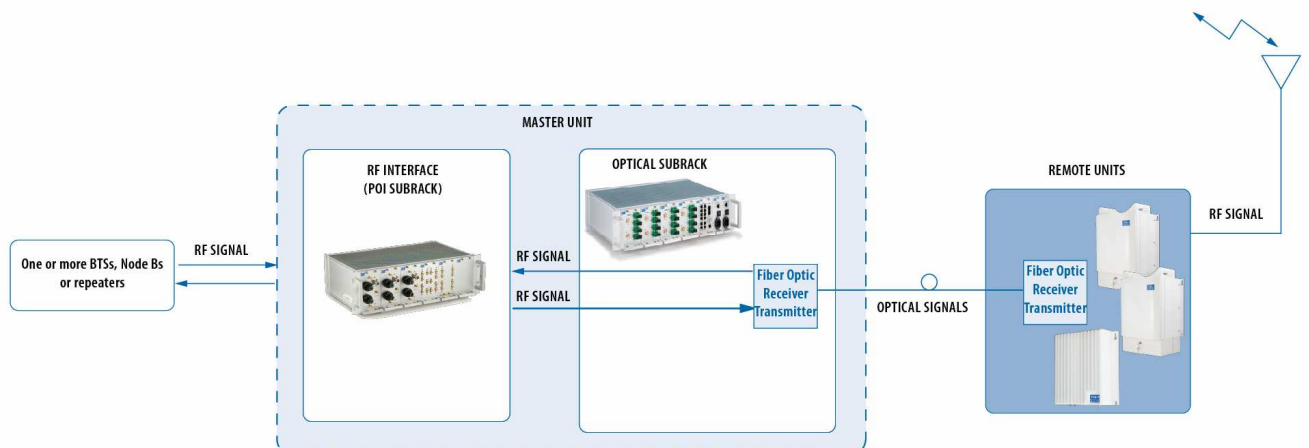 MASTER UNIT
RF INTERFACE
(POI SUBRACK)
OPTICAL SUBRACK
REMOTE UNITS
RF SIGNAL
One or more BTSs, Node Bs
or repeaters
RF SIGNAL
RF SIGNAL
RF SIGNAL
Fiber Optic
Receiver
Transmitter
OPTICAL SIGNALS
Fiber Optic
Receiver
Transmitter